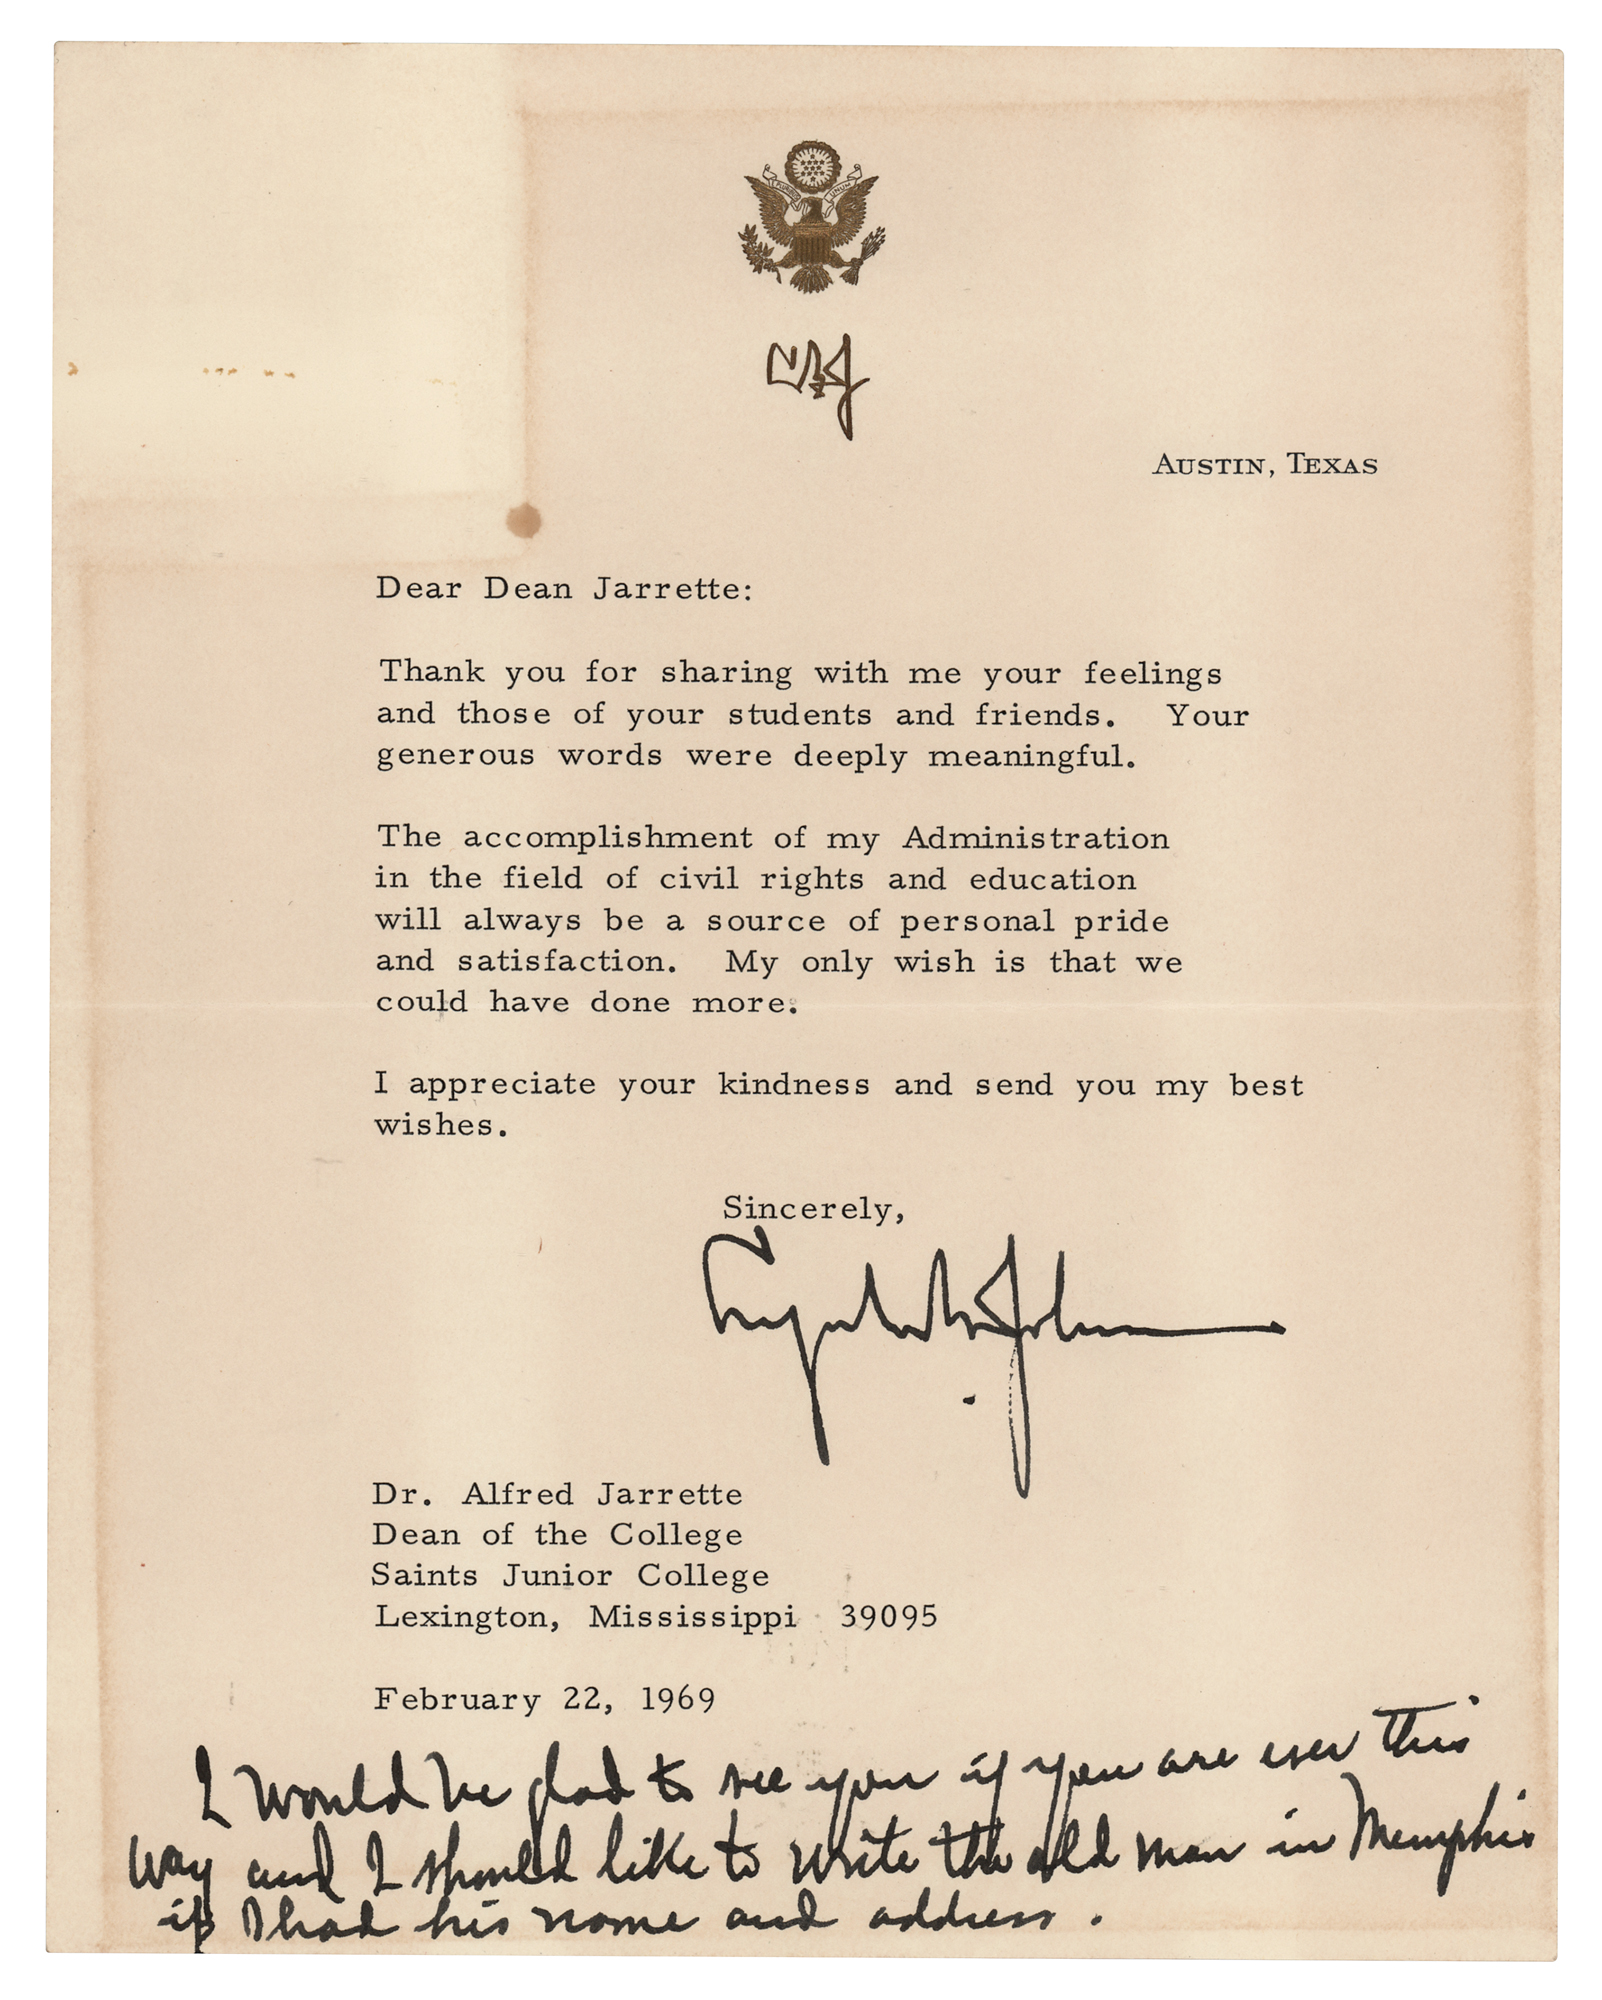 LBJ
AUSTIN, TEXAS
Dear Dean Jarrette:
Thank you for sharing with me your feelings
and those of your students and friends. Your
generous words were deeply meaningful.
The accomplishment of my Administration
in the field of civil rights and education
will always be a source of personal pride
and satisfaction. My only wish is that we
could have done more.
I appreciate your kindness and send you my best
wishes.
Sincerely,
Lyndon B. Johnson
Dr. Alfred Jarrette
Dean of the College
Saints Junior College
Lexington, Mississippi 39095
February 22, 1969
I would be glad to see you if you are ever this
way and I should like to write the old man in Memphis
if I had his name and address.